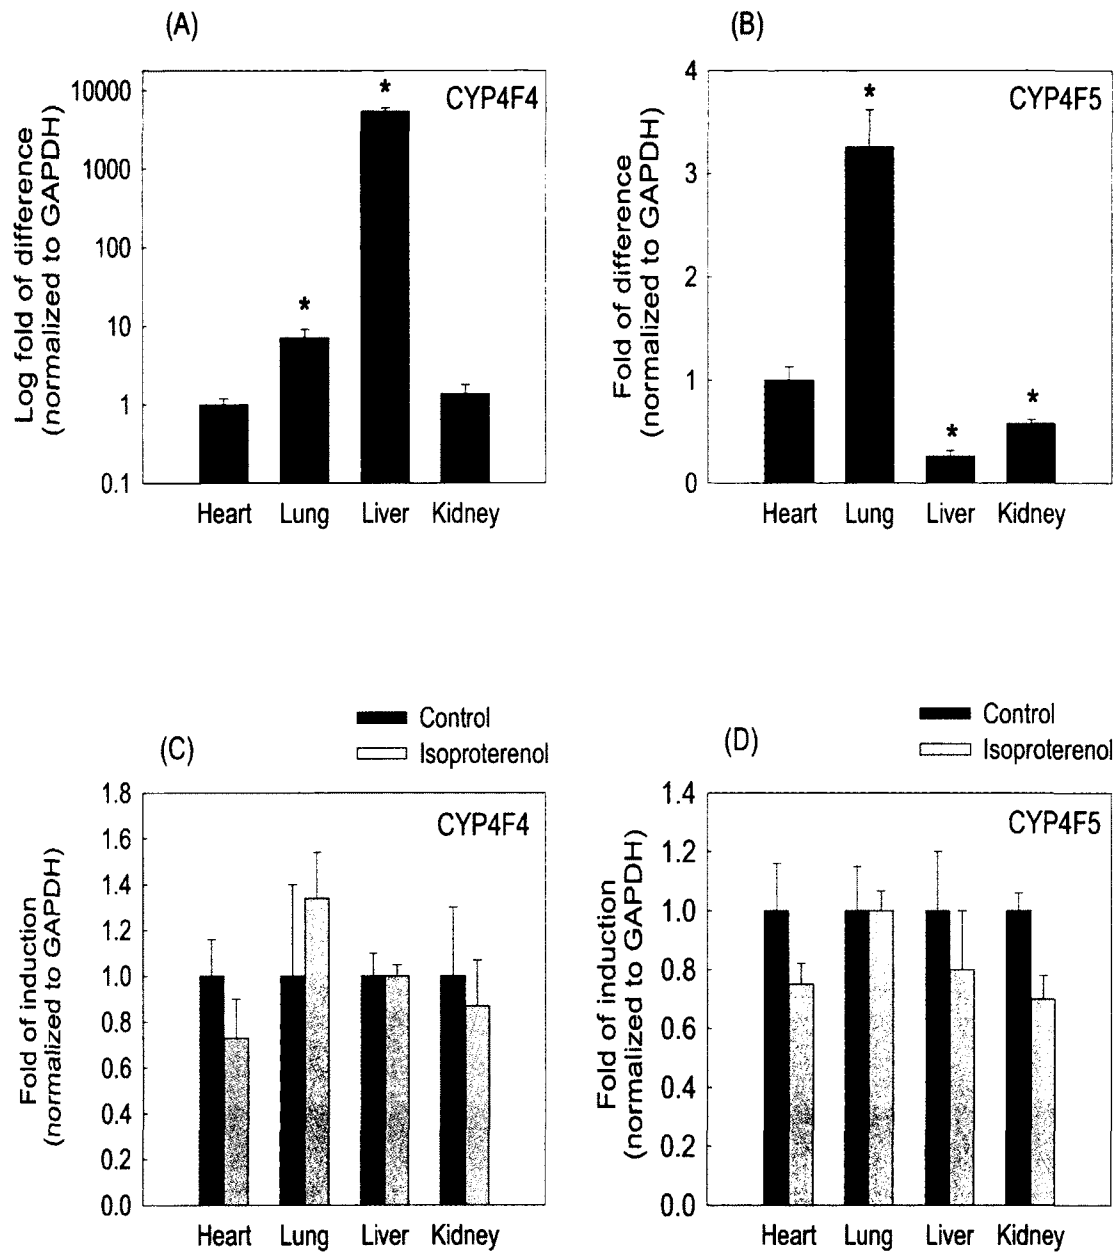 (A)
Log fold of difference
(normalized to GAPDH)
10000
1000
100
10
1
0.1
CYP4F4
*
*
Heart Lung Liver Kidney
(B)
Fold of difference
(normalized to GAPDH)
4
3
2
1
0
CYP4F5
*
*
*
Heart Lung Liver Kidney
(C)
Control
Isoproterenol
Fold of induction
(normalized to GAPDH)
1.8
1.6
1.4
1.2
1.0
0.8
0.6
0.4
0.2
0.0
CYP4F4
Heart Lung Liver Kidney
(D)
Control
Isoproterenol
Fold of induction
(normalized to GAPDH)
1.4
1.2
1.0
0.8
0.6
0.4
0.2
0.0
CYP4F5
Heart Lung Liver Kidney